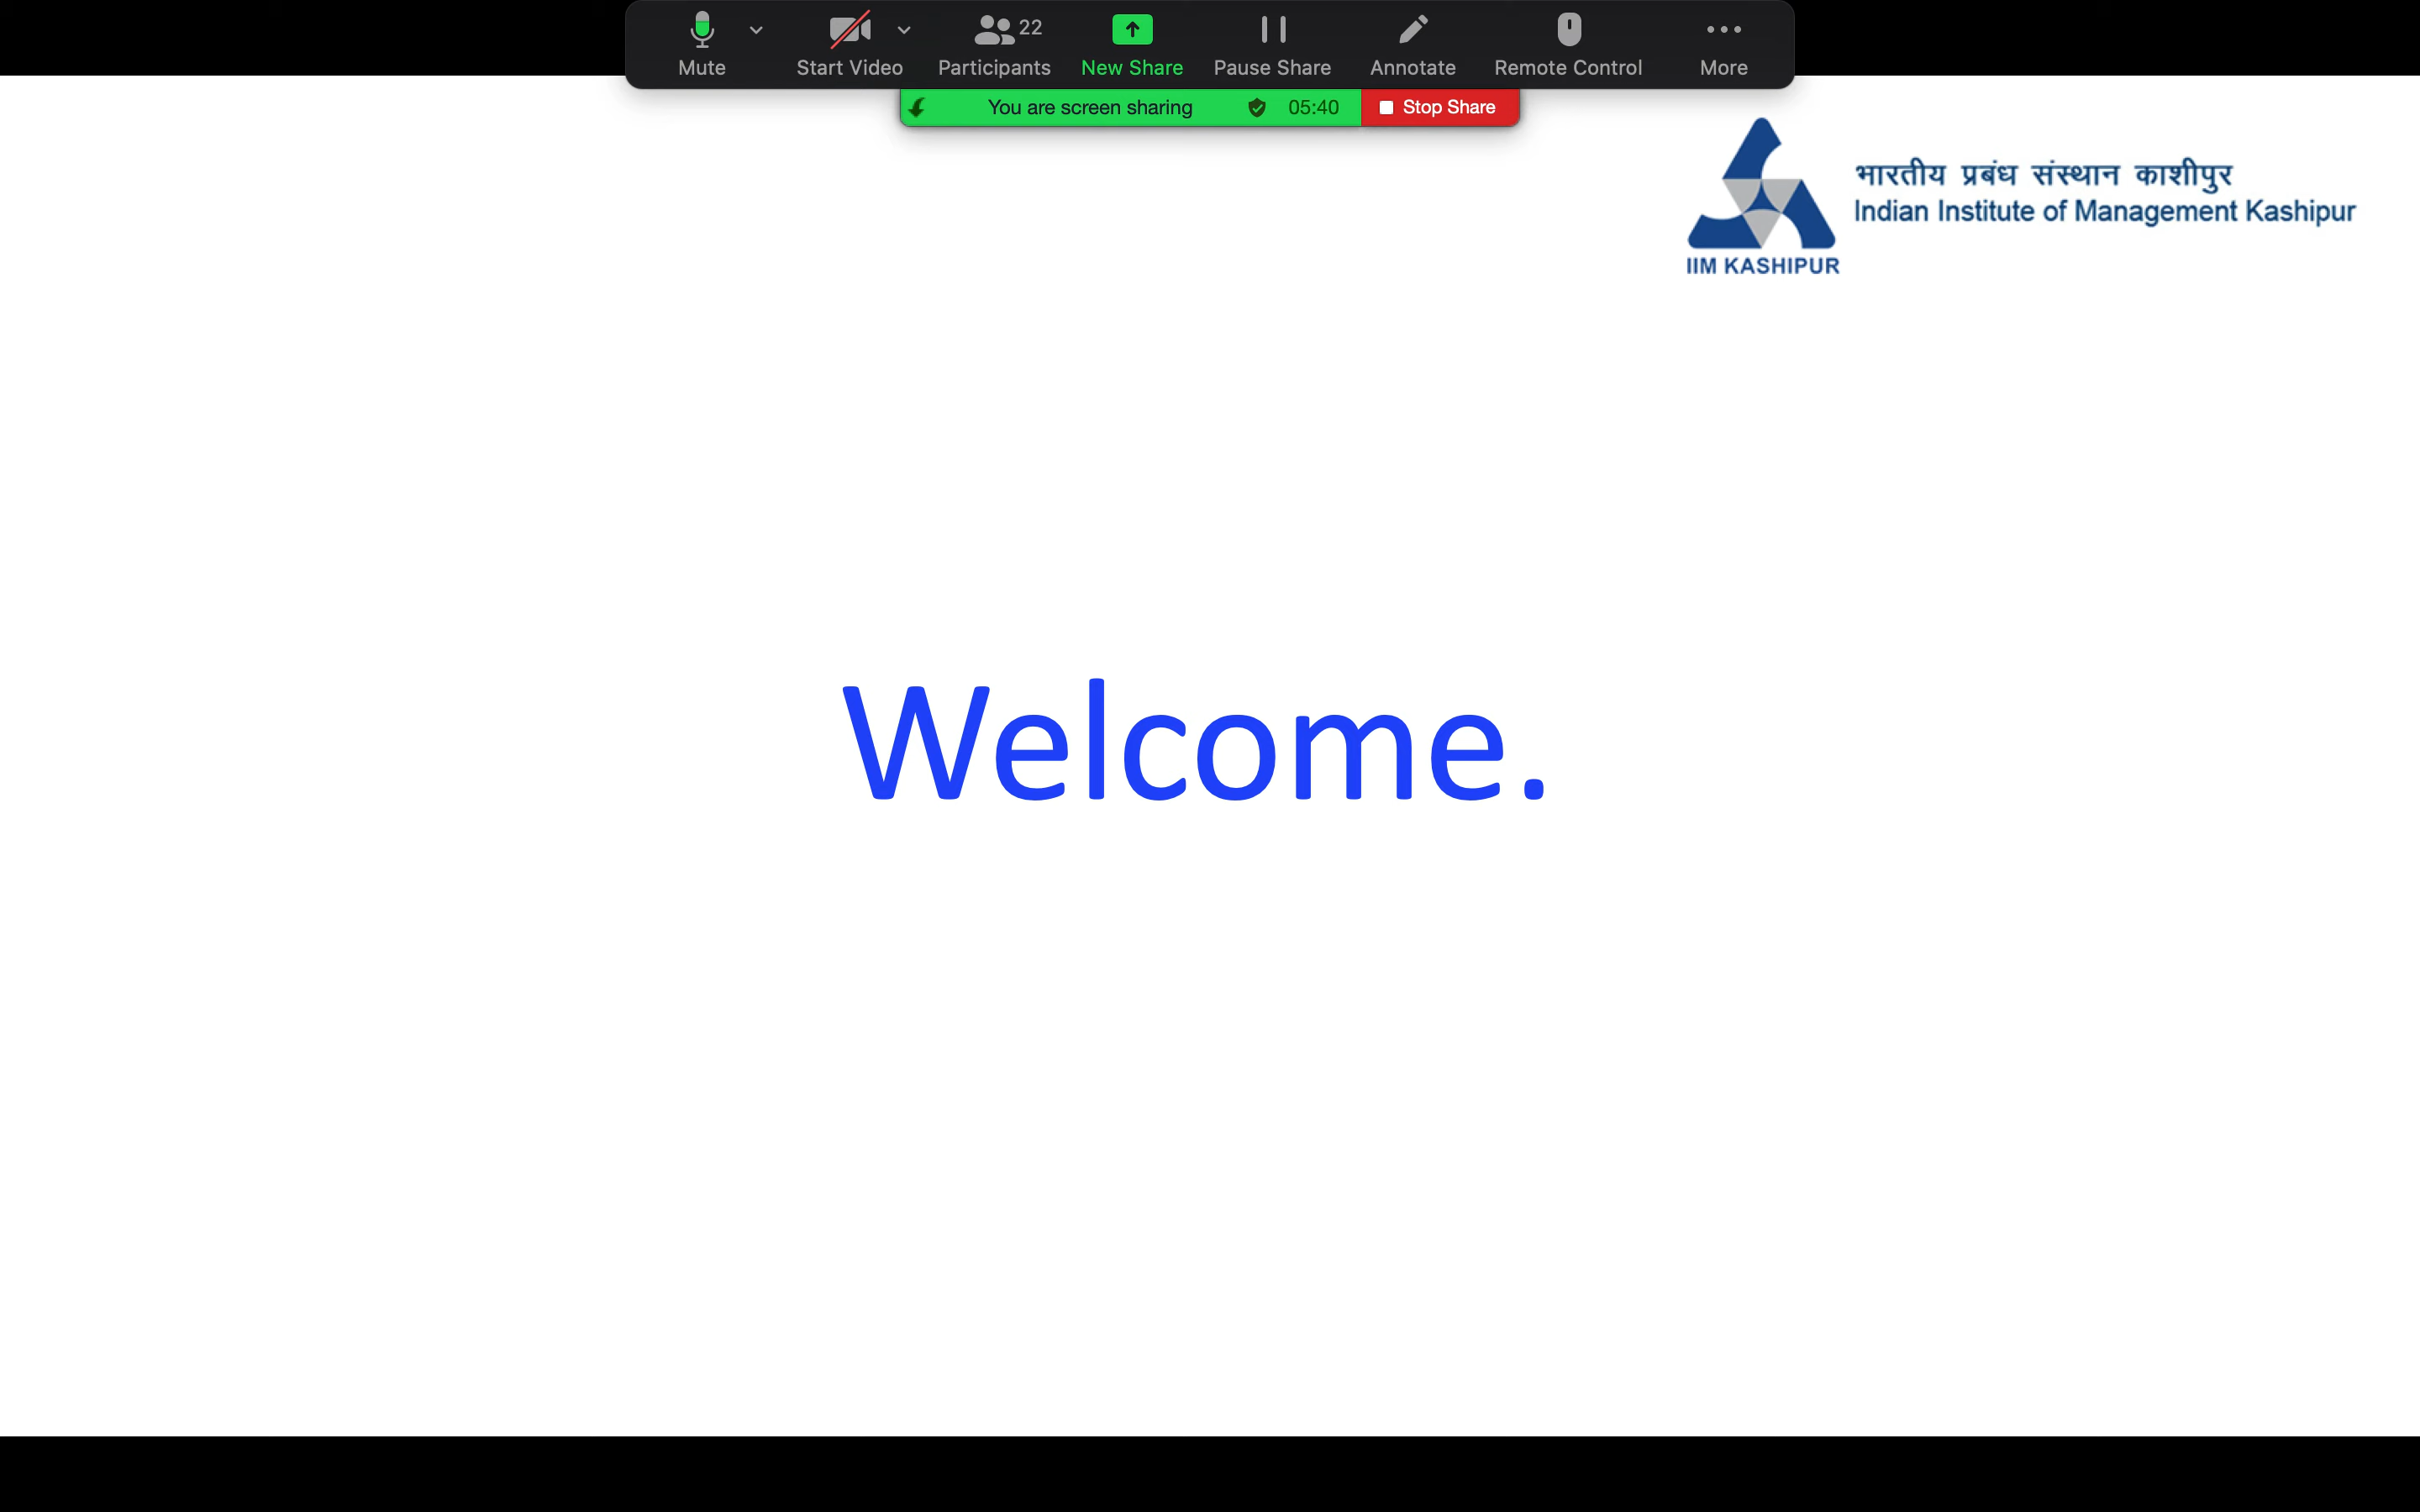 22
Mute
Start Video
Participants
New Share
Pause Share
Annotate
Remote Control
More
You are screen sharing
05:40
Stop Share
भारतीय प्रबंध संस्थान काशीपुर
Indian Institute of Management Kashipur
IIM KASHIPUR
Welcome.